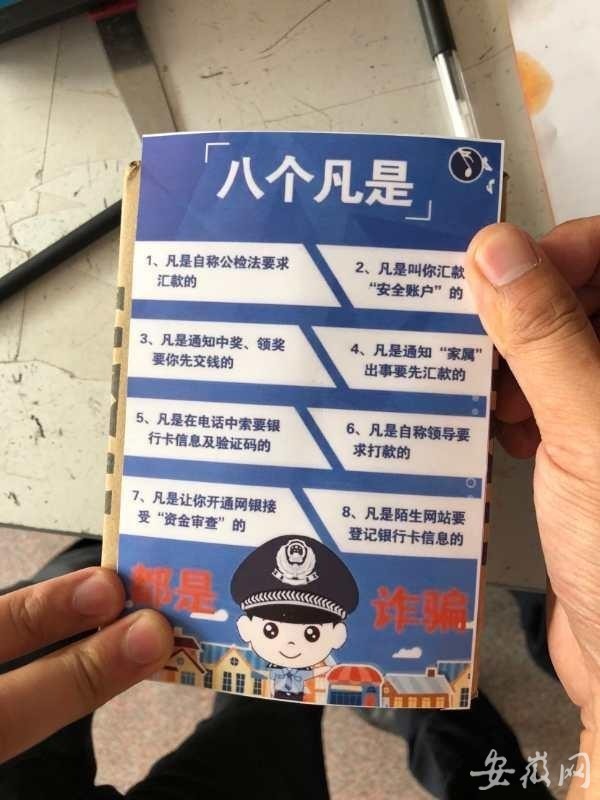 八个凡是
1、凡是自称公检法要求
汇款的
2、凡是叫你汇款
“安全账户”的
3、凡是通知中奖、领奖
要你先交钱的
4、凡是通知“家属”
出事要先汇款的
5、凡是在电话中索要银
行卡信息及验证码的
6、凡是自称领导要
求打款的
7、凡是让你开通网银接
受“资金审查”的
8、凡是陌生网站要
登记银行卡信息的
都是
诈骗
安徽网